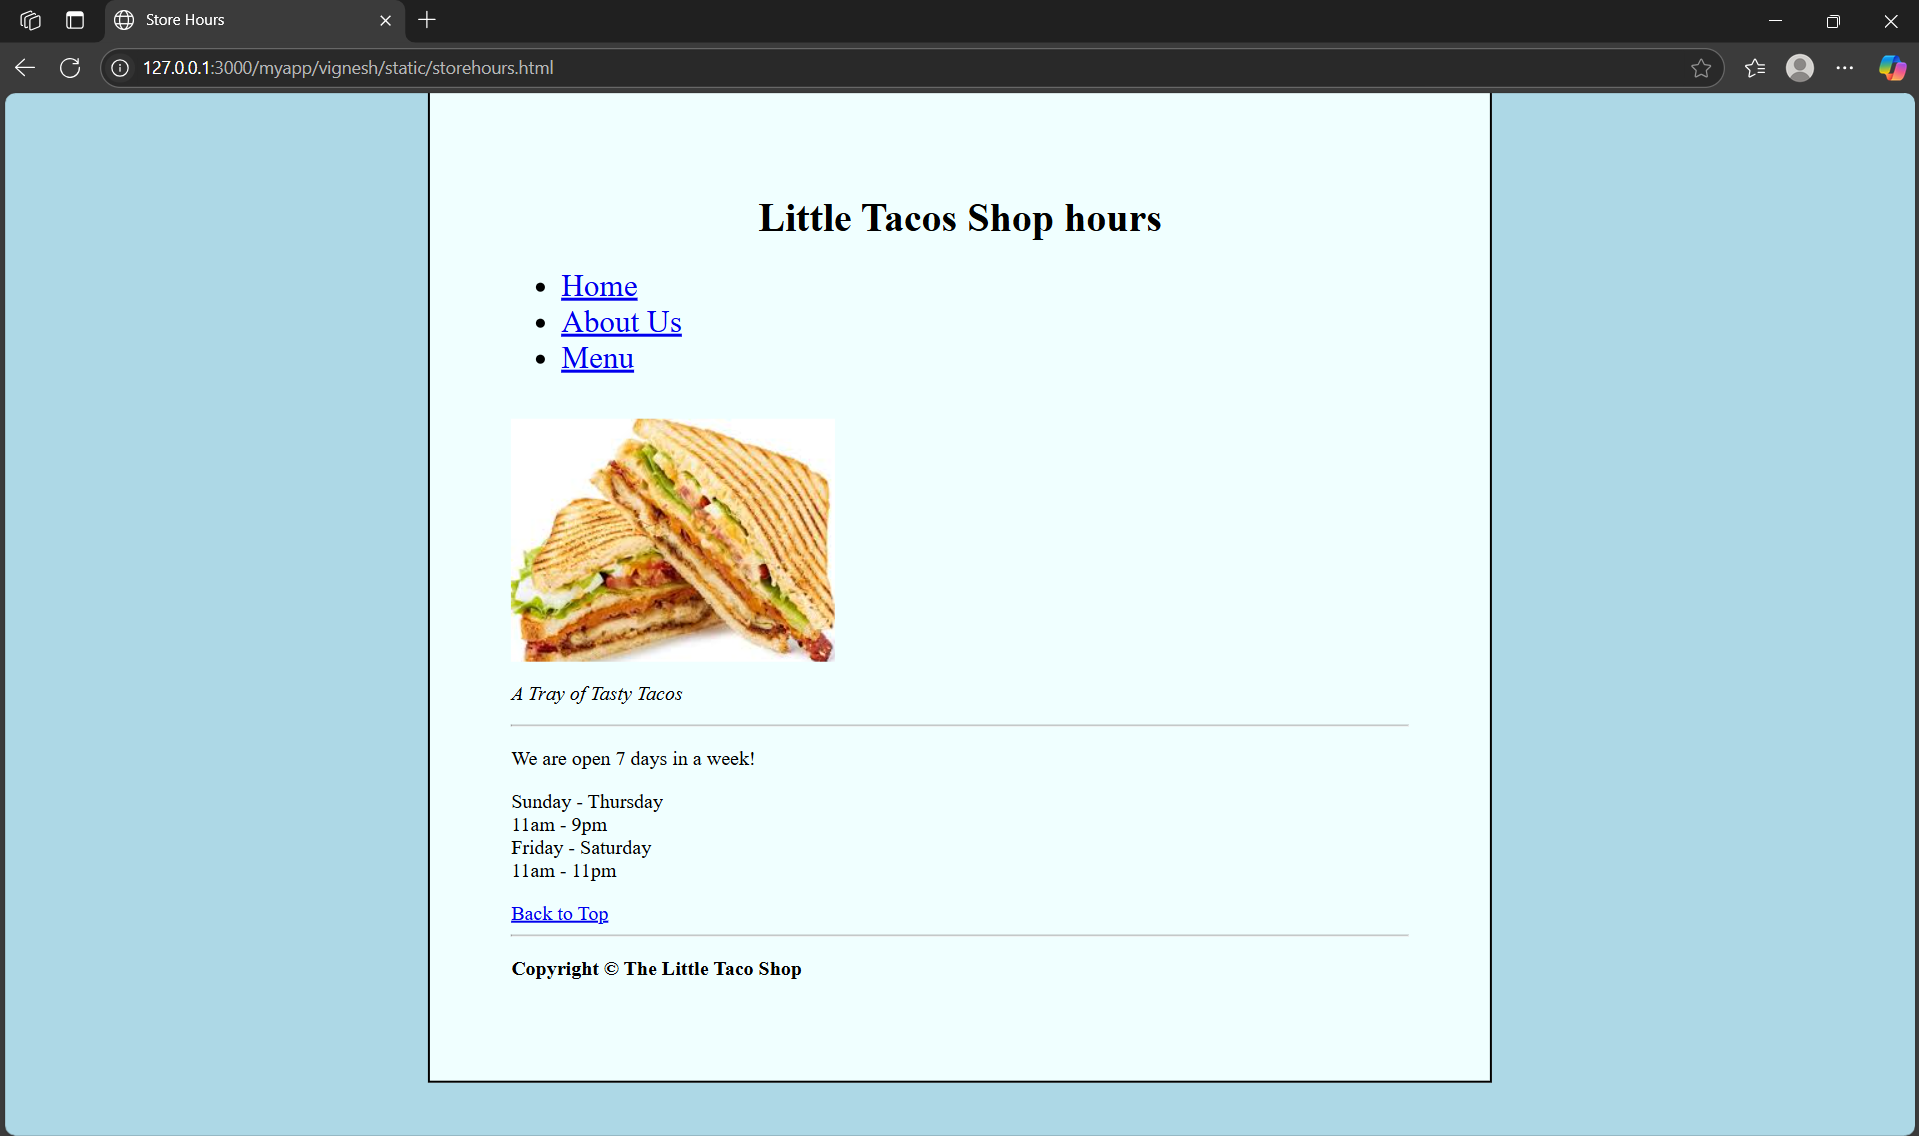 Store Hours
127.0.0.1:3000/myapp/vignesh/static/storehours.html
Little Tacos Shop hours
Home
About Us
Menu
A Tray of Tasty Tacos
We are open 7 days in a week!
Sunday - Thursday
11am - 9pm
Friday - Saturday
11am - 11pm
Back to Top
Copyright © The Little Taco Shop